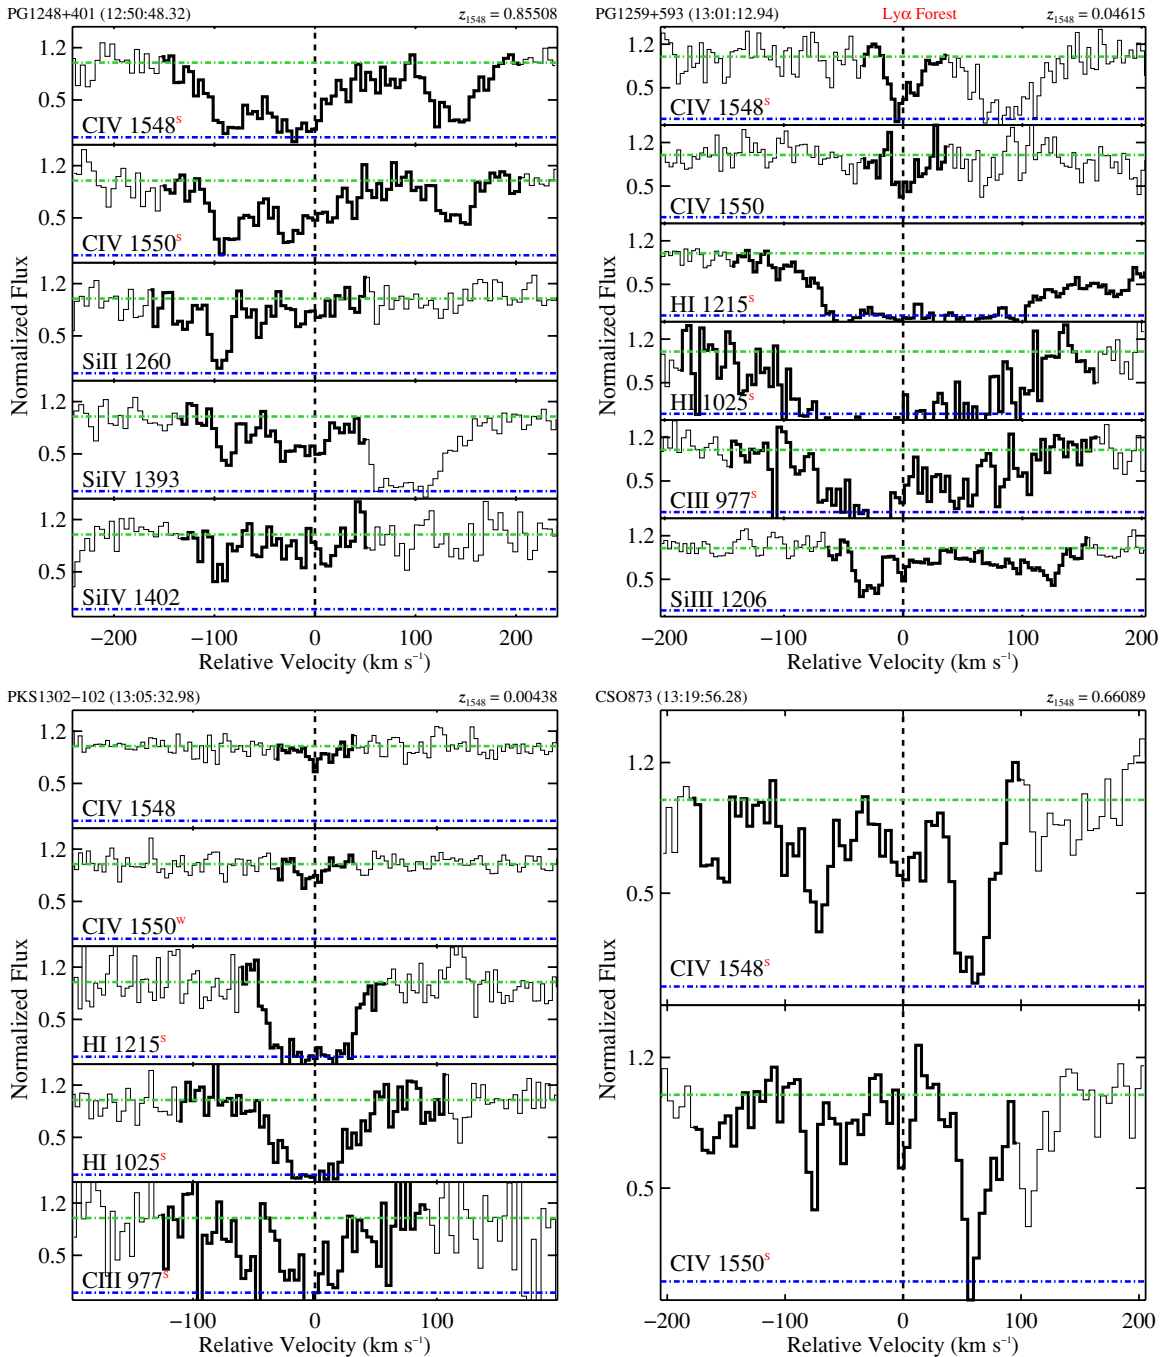 PG1248+401 (12:50:48.32) z1548 = 0.85508
1.2
0.5
CIV 1548s
1.2
0.5
CIV 1550s
1.2
0.5
SiII 1260
1.2
0.5
SiIV 1393
1.2
0.5
SiIV 1402
Normalized Flux
−200 −100 0 100 200
Relative Velocity (km s−1)
PG1259+593 (13:01:12.94) Lyα Forest z1548 = 0.04615
1.2
0.5
CIV 1548s
1.2
0.5
CIV 1550
1.2
0.5
HI 1215s
1.2
0.5
HI 1025s
1.2
0.5
CIII 977s
1.2
0.5
SiIII 1206
Normalized Flux
−200 −100 0 100 200
Relative Velocity (km s−1)
PKS1302−102 (13:05:32.98) z1548 = 0.00438
1.2
0.5
CIV 1548
1.2
0.5
CIV 1550w
1.2
0.5
HI 1215s
1.2
0.5
HI 1025s
1.2
0.5
CIII 977s
Normalized Flux
−100 0 100
Relative Velocity (km s−1)
CSO873 (13:19:56.28) z1548 = 0.66089
1.2
0.5
CIV 1548s
1.2
0.5
CIV 1550s
Normalized Flux
−200 −100 0 100 200
Relative Velocity (km s−1)